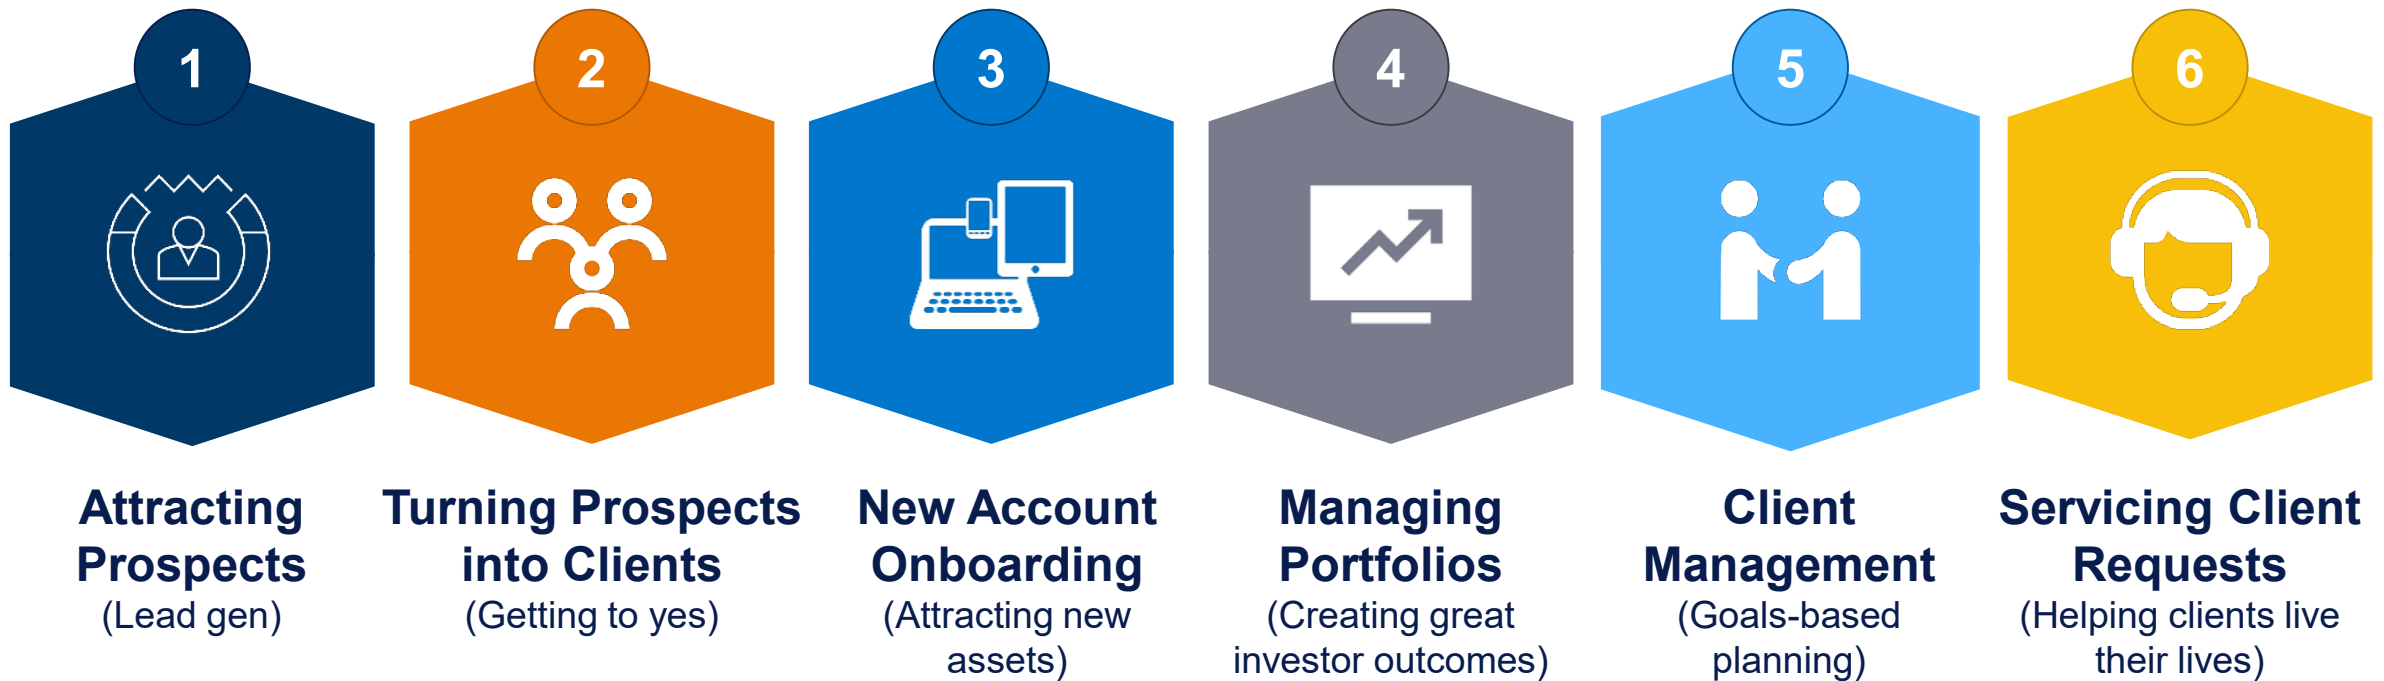 1
Attracting
Prospects
(Lead gen)
2
Turning Prospects
into Clients
(Getting to yes)
3
New Account
Onboarding
(Attracting new
assets)
4
Managing
Portfolios
(Creating great
investor outcomes)
5
Client
Management
(Goals-based
planning)
6
Servicing Client
Requests
(Helping clients live
their lives)